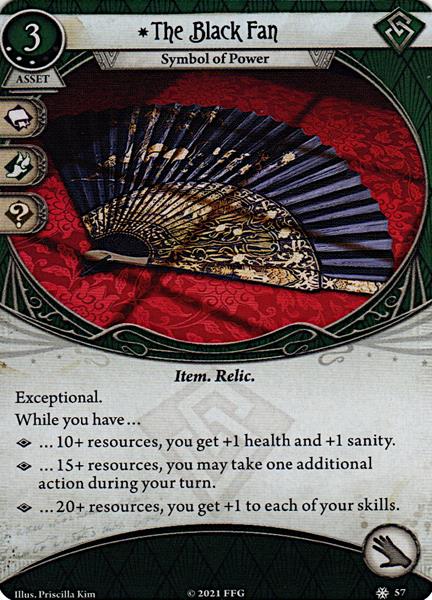 3
*The Black Fan
ASSET
Symbol of Power
Item. Relic.
Exceptional.
While you have...
...10+ resources, you get +1 health and +1 sanity.
...15+ resources, you may take one additional
action during your turn.
...20+ resources, you get +1 to each of your skills.
Illus. Priscilla Kim
© 2021 FFG
57